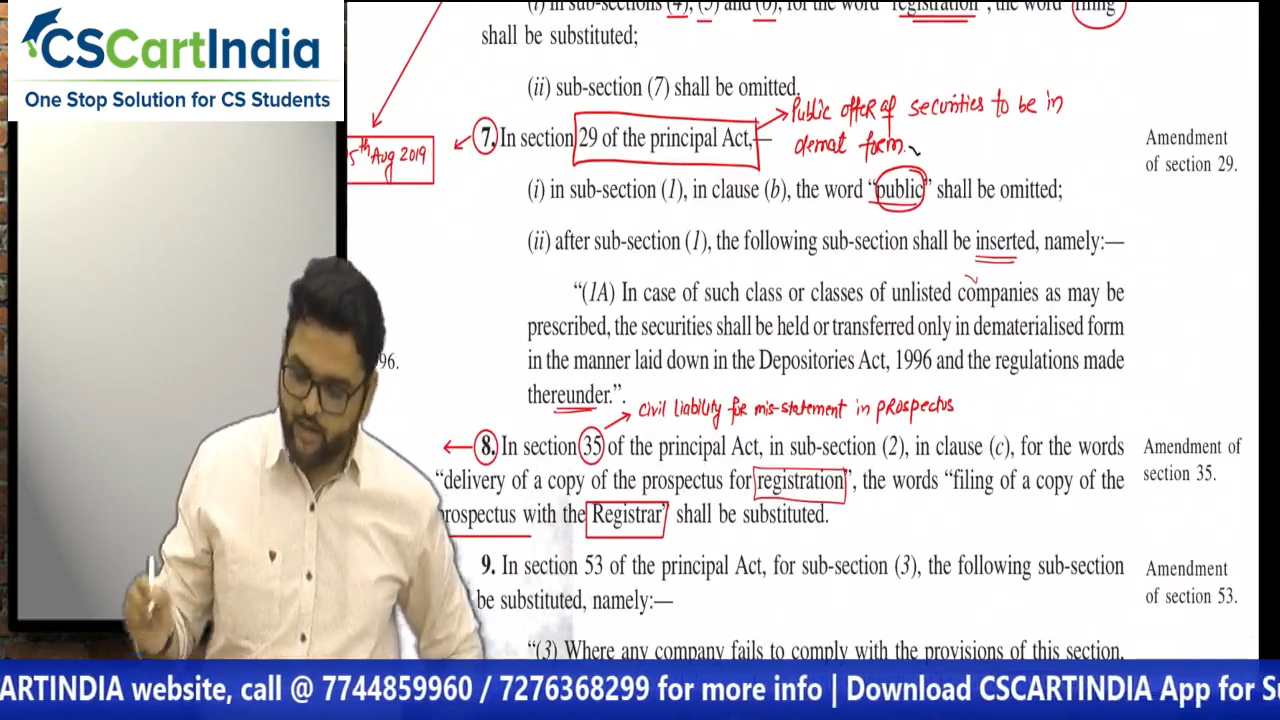 CSCartIndia
One Stop Solution for CS Students
(i) in sub-sections (4), (5) and (6), for the word "registration", the word "filing"
shall be substituted;
(ii) sub-section (7) shall be omitted.
Public offer of securities to be in
demat form.
7. In section 29 of the principal Act,—
Amendment
of section 29.
5th Aug 2019
(i) in sub-section (1), in clause (b), the word "public" shall be omitted;
(ii) after sub-section (1), the following sub-section shall be inserted, namely:—
"(1A) In case of such class or classes of unlisted companies as may be
prescribed, the securities shall be held or transferred only in dematerialised form
in the manner laid down in the Depositories Act, 1996 and the regulations made
thereunder.".
96.
civil liability for mis-statement in prospectus
8. In section 35 of the principal Act, in sub-section (2), in clause (c), for the words
"delivery of a copy of the prospectus for registration", the words "filing of a copy of the
prospectus with the Registrar" shall be substituted.
Amendment of
section 35.
9. In section 53 of the principal Act, for sub-section (3), the following sub-section
be substituted, namely:—
Amendment
of section 53.
"(3) Where any company fails to comply with the provisions of this section,
ARTINDIA website, call @ 7744859960 / 7276368299 for more info | Download CSCARTINDIA App for Su